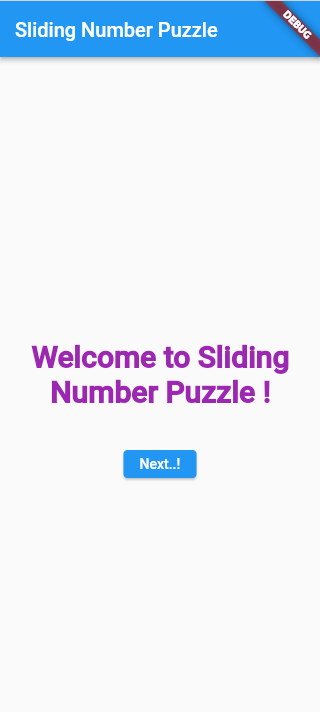 Sliding Number Puzzle
DEBUG
Welcome to Sliding
Number Puzzle !
Next..!